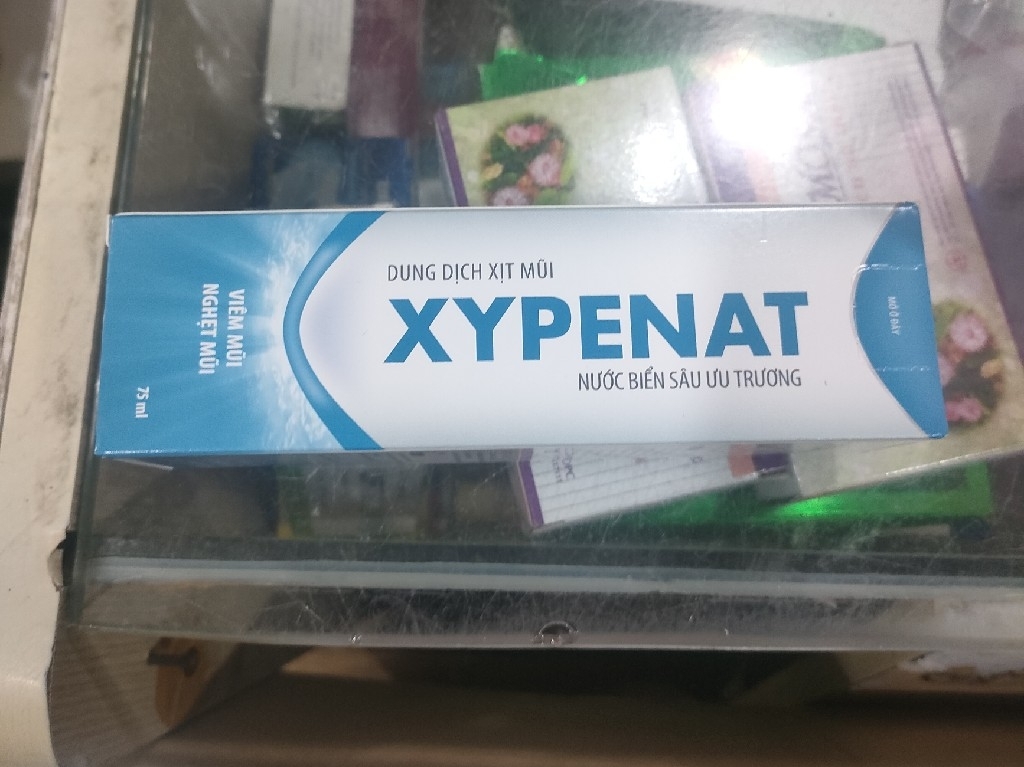 DUNG DỊCH XỊT MŨI
XYPENAT
NƯỚC BIỂN SÂU ƯU TRƯƠNG
VIÊM MŨI
NGHẸT MŨI
75 ml
MỞ Ở ĐÂY